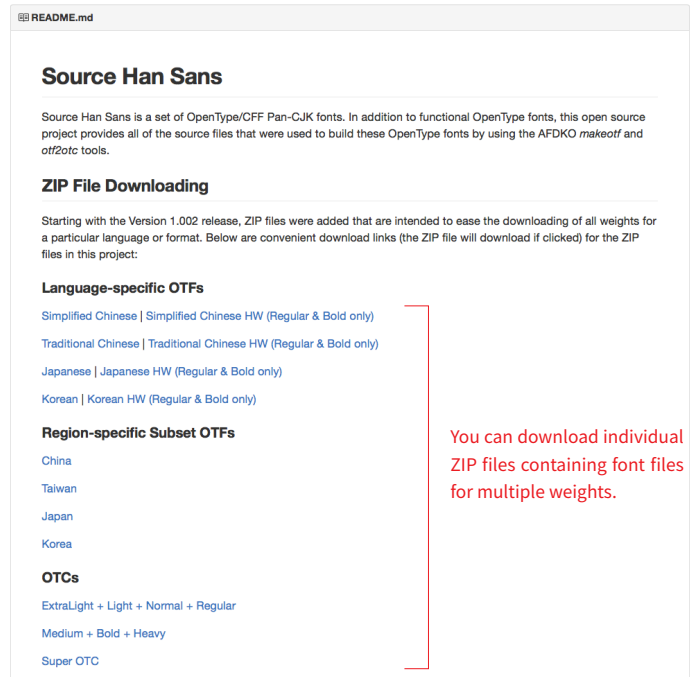 README.md
Source Han Sans
Source Han Sans is a set of OpenType/CFF Pan-CJK fonts. In addition to functional OpenType fonts, this open source
project provides all of the source files that were used to build these OpenType fonts by using the AFDKO makeotf and
otf2otc tools.
ZIP File Downloading
Starting with the Version 1.002 release, ZIP files were added that are intended to ease the downloading of all weights for
a particular language or format. Below are convenient download links (the ZIP file will download if clicked) for the ZIP
files in this project:
Language-specific OTFs
Simplified Chinese | Simplified Chinese HW (Regular & Bold only)
Traditional Chinese | Traditional Chinese HW (Regular & Bold only)
Japanese | Japanese HW (Regular & Bold only)
Korean | Korean HW (Regular & Bold only)
Region-specific Subset OTFs
China
Taiwan
Japan
Korea
OTCs
ExtraLight + Light + Normal + Regular
Medium + Bold + Heavy
Super OTC
You can download individual
ZIP files containing font files
for multiple weights.